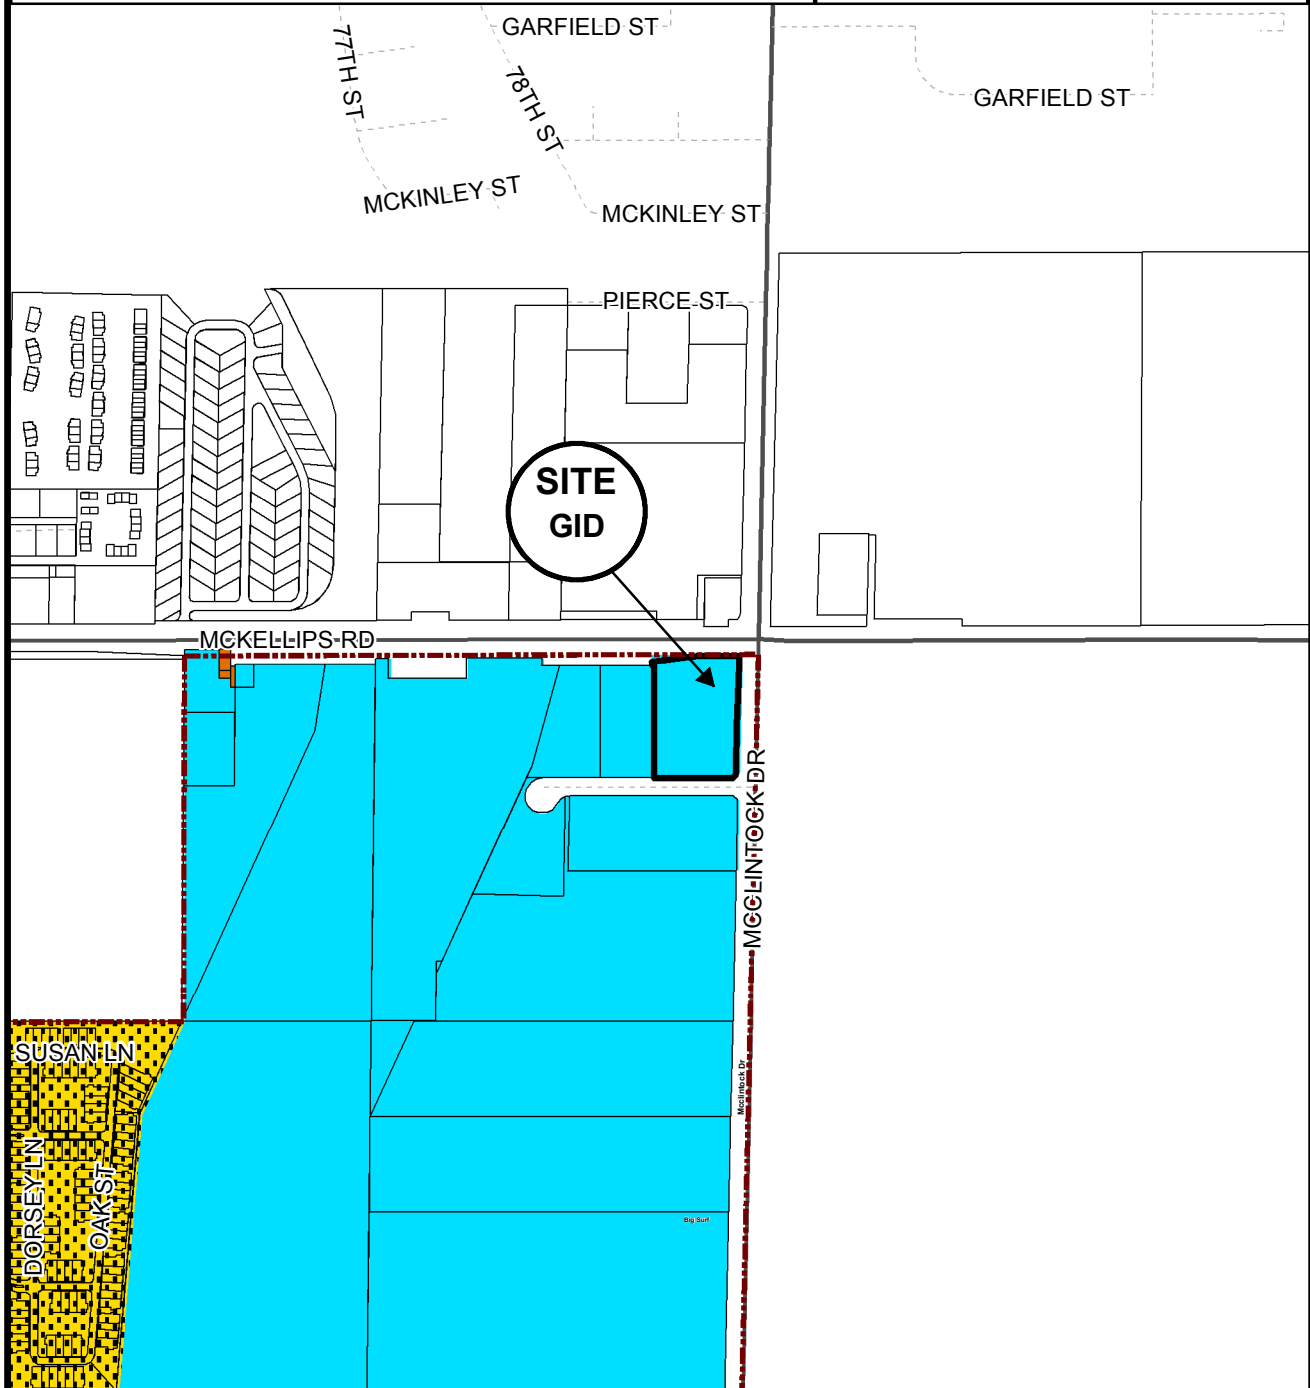 GARFIELD ST
77TH ST
78TH ST
GARFIELD ST
MCKINLEY ST
MCKINLEY ST
PIERCE ST
SITE
GID
MCKELLIPS RD
MCCLINTOCK DR
SUSAN LN
Mcclintock Dr
DORSEY LN
OAK ST
Big Surf